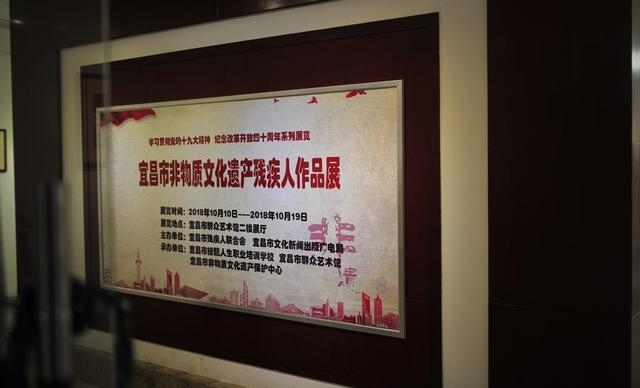 学习贯彻党的十九大精神 纪念改革开放四十周年系列展览
宜昌市非物质文化遗产残疾人作品展
展览时间：2018年10月10日---2018年10月19日
展览地点：宜昌市群众艺术馆二楼展厅
主办单位：宜昌市残疾人联合会 宜昌市文化新闻出版广电局
承办单位：宜昌市指靓人生职业培训学校 宜昌市群众艺术馆
宜昌市非物质文化遗产保护中心